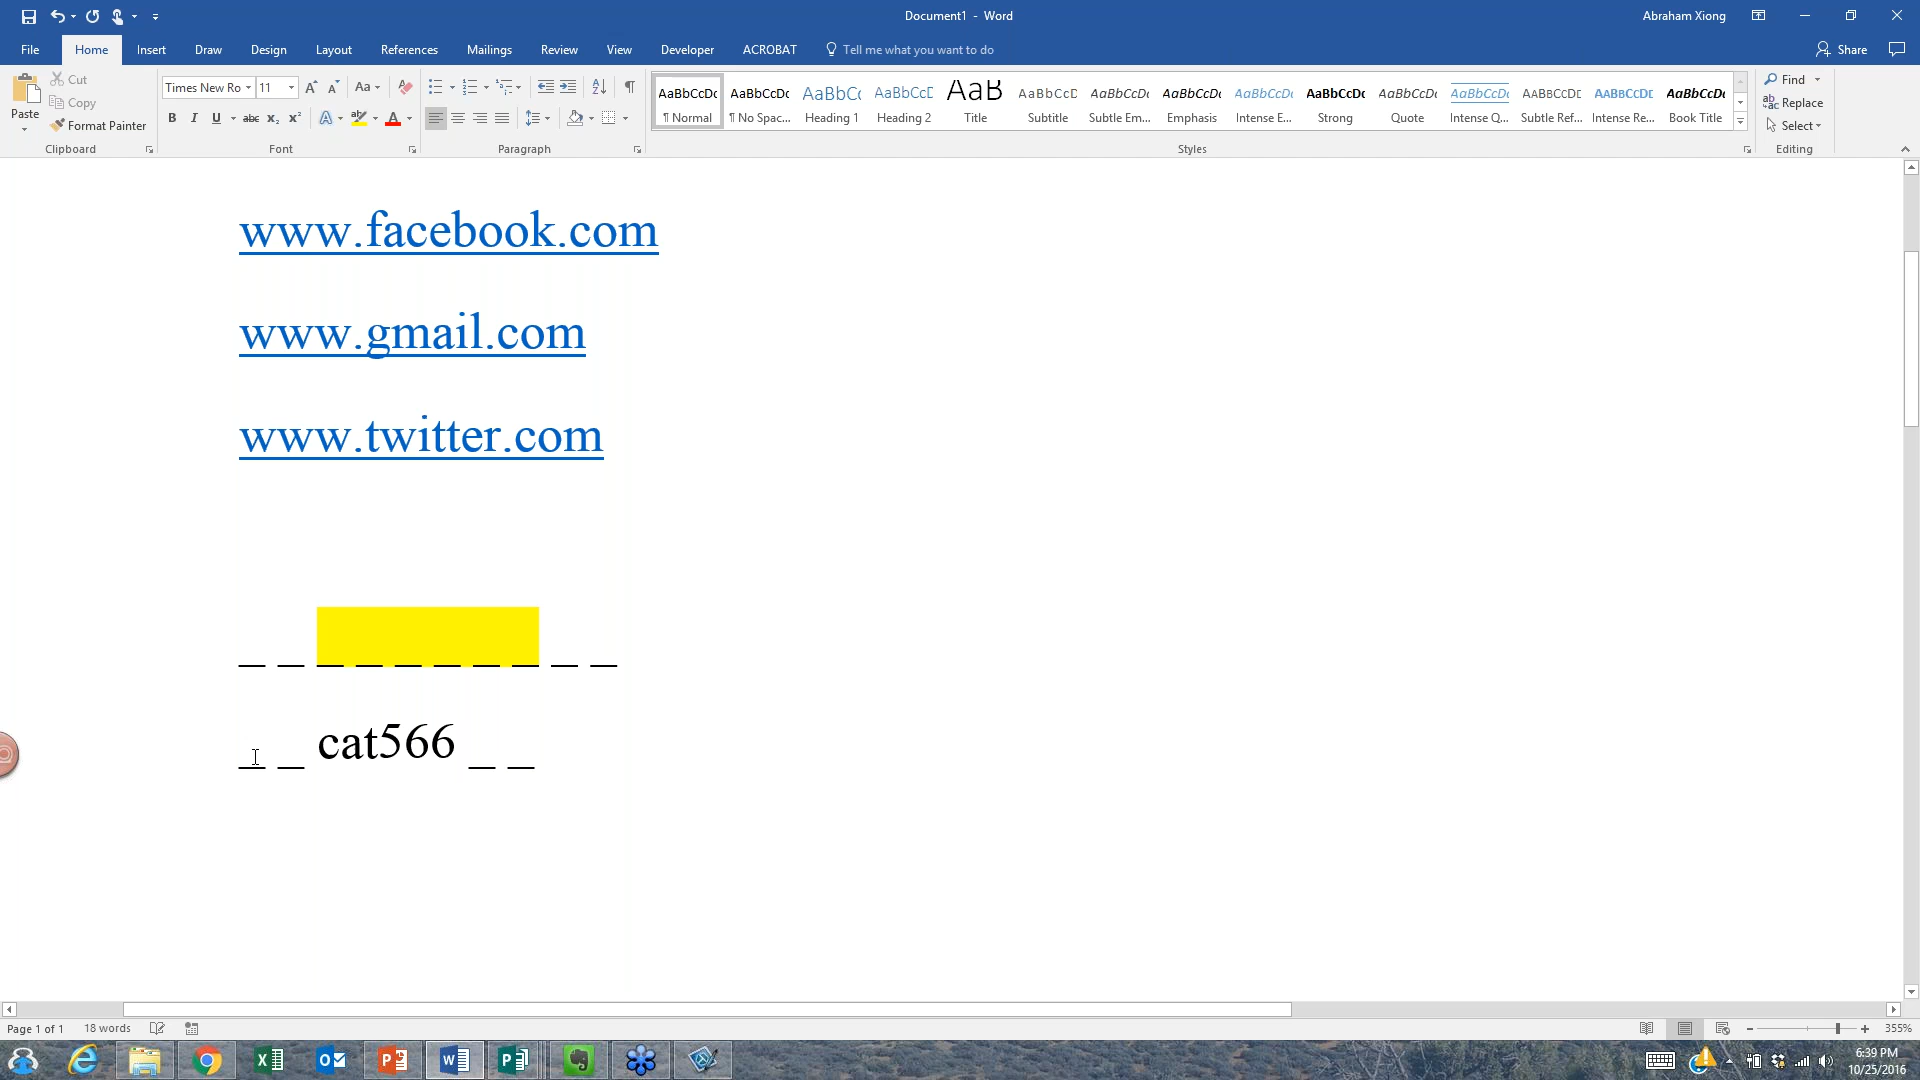 Document1 - Word
Abraham Xiong
File Home Insert Draw Design Layout References Mailings Review View Developer ACROBAT Tell me what you want to do Share
Paste
Cut
Copy
Format Painter
Clipboard
Times New Ro 11
Font
Paragraph
AaBbCcDc AaBbCcDc AaBbCc AaBbCcD AaB AaBbCcD AaBbCcDc AaBbCcDc AaBbCcDc AaBbCcDc AaBbCcDc AaBbCcDc AABBCCDD AABBCCDD AaBbCcDc
¶ Normal ¶ No Spac... Heading 1 Heading 2 Title Subtitle Subtle Em... Emphasis Intense E... Strong Quote Intense Q... Subtle Ref... Intense Re... Book Title
Styles
Find
Replace
Select
Editing
www.facebook.com
www.gmail.com
www.twitter.com
_ _ _ _ _ _ _ _ _ _
_ _ cat566 _ _
Page 1 of 1 18 words
355%
6:39 PM
10/25/2016